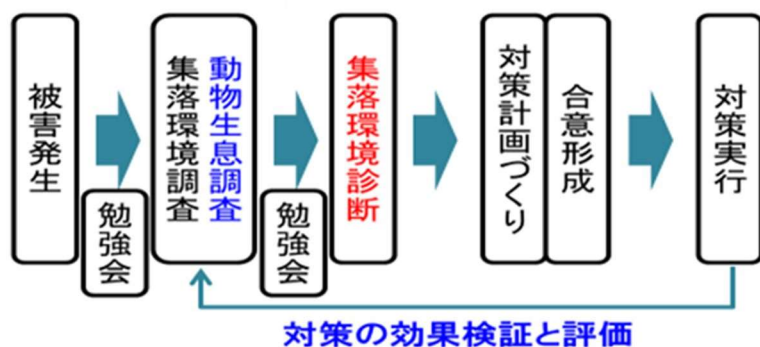 被害発生
勉強会
動物生息調査
集落環境調査
勉強会
集落環境診断
対策計画づくり
合意形成
対策実行
対策の効果検証と評価